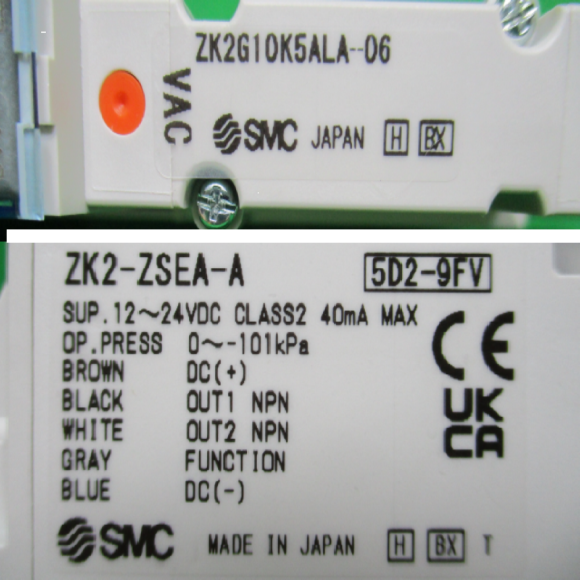 ZK2G10K5ALA-06
VAC
SMC JAPAN H BX
ZK2-ZSEA-A 5D2-9FV
SUP.12～24VDC CLASS2 40mA MAX
OP.PRESS 0～-101kPa
BROWN DC(+)
BLACK OUT1 NPN
WHITE OUT2 NPN
GRAY FUNCTION
BLUE DC(-)
CE
UK
CA
SMC MADE IN JAPAN H BX T